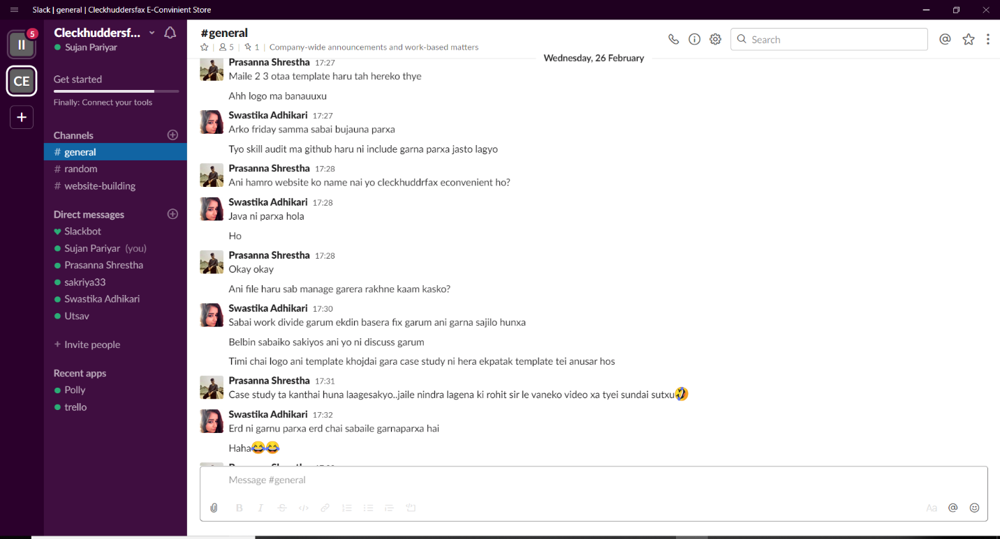 Slack | general | Cleckhuddersfax E-Convinient Store
5
II
CE
+
Cleckhuddersf...
Sujan Pariyar
Get started
Finally: Connect your tools
Channels
# general
# random
# website-building
Direct messages
Slackbot
Sujan Pariyar (you)
Prasanna Shrestha
sakriya33
Swastika Adhikari
Utsav
+ Invite people
Recent apps
Polly
trello
#general
5 | 1 | Company-wide announcements and work-based matters
Search
Wednesday, 26 February
Prasanna Shrestha 17:27
Maile 2 3 otaa template haru tah hereko thye
Ahh logo ma banauuxu
Swastika Adhikari 17:27
Arko friday samma sabai bujauna parxa
Tyo skill audit ma github haru ni include garna parxa jasto lagyo
Prasanna Shrestha 17:28
Ani hamro website ko name nai yo cleckhuddrfax econvenient ho?
Swastika Adhikari 17:28
Java ni parxa hola
Ho
Prasanna Shrestha 17:28
Okay okay
Ani file haru sab manage garera rakhne kaam kasko?
Swastika Adhikari 17:30
Sabai work divide garum ekdin basera fix garum ani garna sajilo hunxa
Belbin sabaiko sakiyos ani yo ni discuss garum
Timi chai logo ani template khojdai gara case study ni hera ekpatak template tei anusar hos
Prasanna Shrestha 17:31
Case study ta kanthai huna laagesakyo..jaile nindra lagena ki rohit sir le vaneko video xa tyei sundai sutxu🤣
Swastika Adhikari 17:32
Erd ni garnu parxa erd chai sabaile garnaparxa hai
Haha😂😂
Message #general
B I S </> Aa @